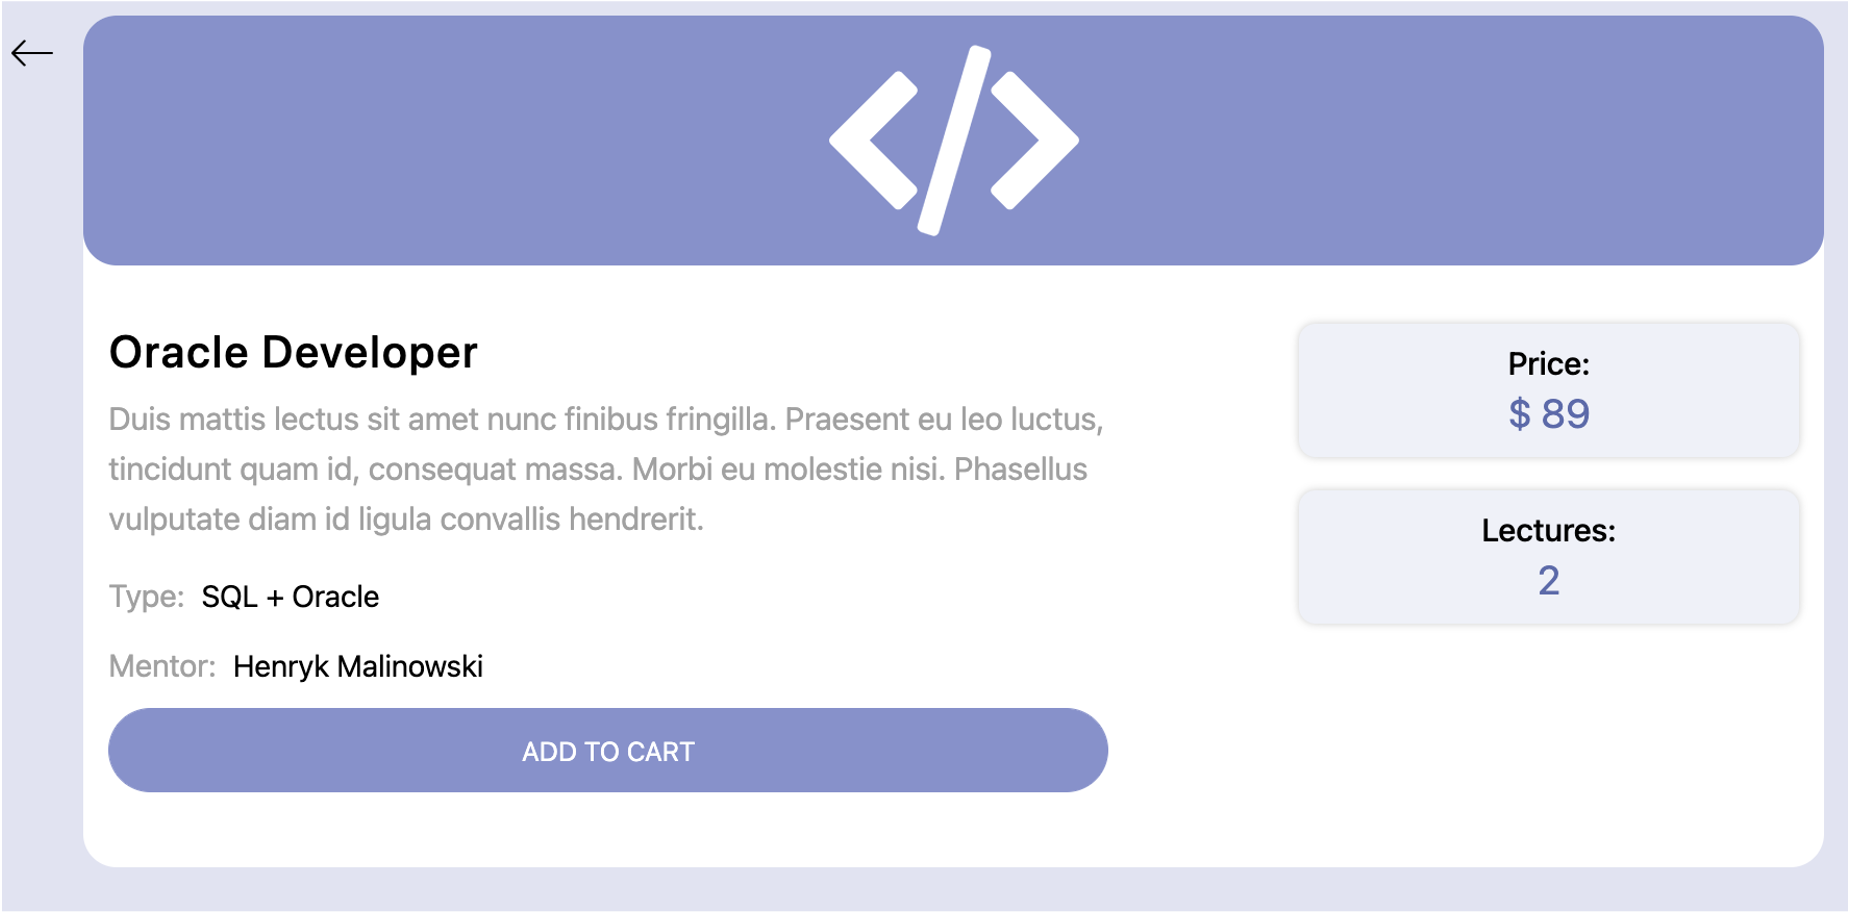 </>
Oracle Developer
Duis mattis lectus sit amet nunc finibus fringilla. Praesent eu leo luctus,
tincidunt quam id, consequat massa. Morbi eu molestie nisi. Phasellus
vulputate diam id ligula convallis hendrerit.
Type: SQL + Oracle
Mentor: Henryk Malinowski
ADD TO CART
Price:
$ 89
Lectures:
2